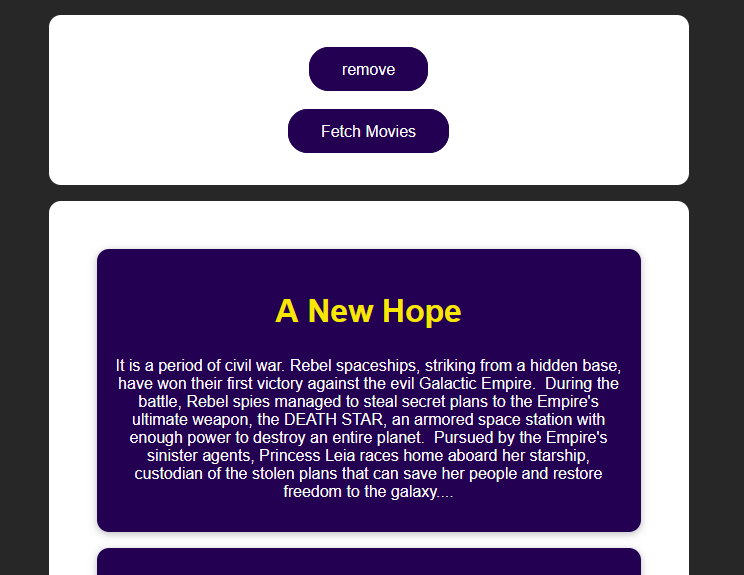 remove
Fetch Movies
A New Hope
It is a period of civil war. Rebel spaceships, striking from a hidden base,
have won their first victory against the evil Galactic Empire.  During the
battle, Rebel spies managed to steal secret plans to the Empire's
ultimate weapon, the DEATH STAR, an armored space station with
enough power to destroy an entire planet.  Pursued by the Empire's
sinister agents, Princess Leia races home aboard her starship,
custodian of the stolen plans that can save her people and restore
freedom to the galaxy....